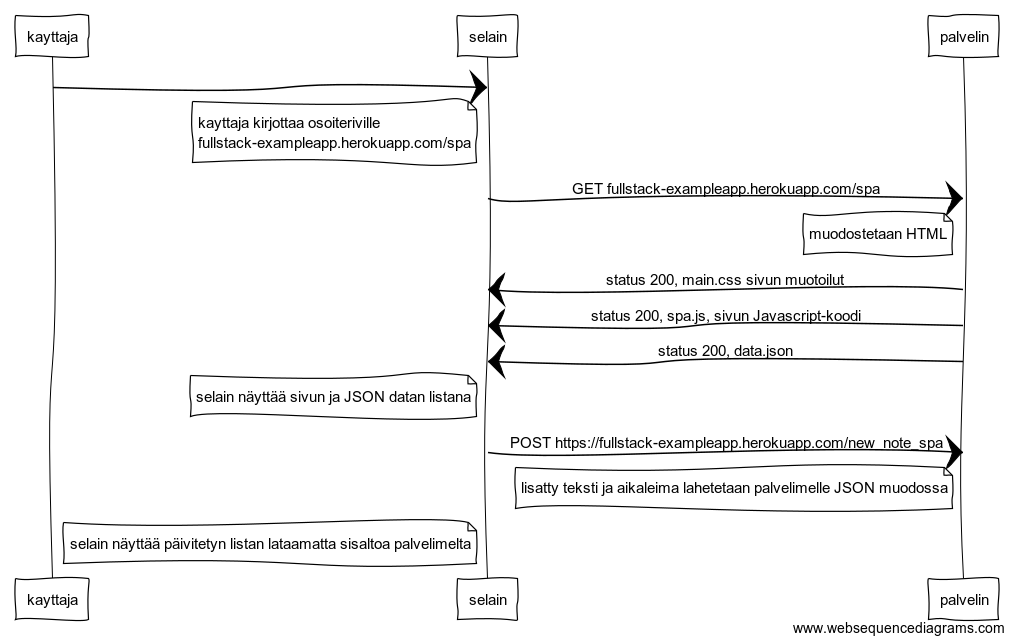 kayttaja
selain
palvelin
kayttaja kirjottaa osoiteriville
fullstack-exampleapp.herokuapp.com/spa
GET fullstack-exampleapp.herokuapp.com/spa
muodostetaan HTML
status 200, main.css sivun muotoilut
status 200, spa.js, sivun Javascript-koodi
status 200, data.json
selain näyttää sivun ja JSON datan listana
POST https://fullstack-exampleapp.herokuapp.com/new_note_spa
lisatty teksti ja aikaleima lahetetaan palvelimelle JSON muodossa
selain näyttää päivitetyn listan lataamatta sisaltoa palvelimelta
kayttaja
selain
palvelin
www.websequencediagrams.com